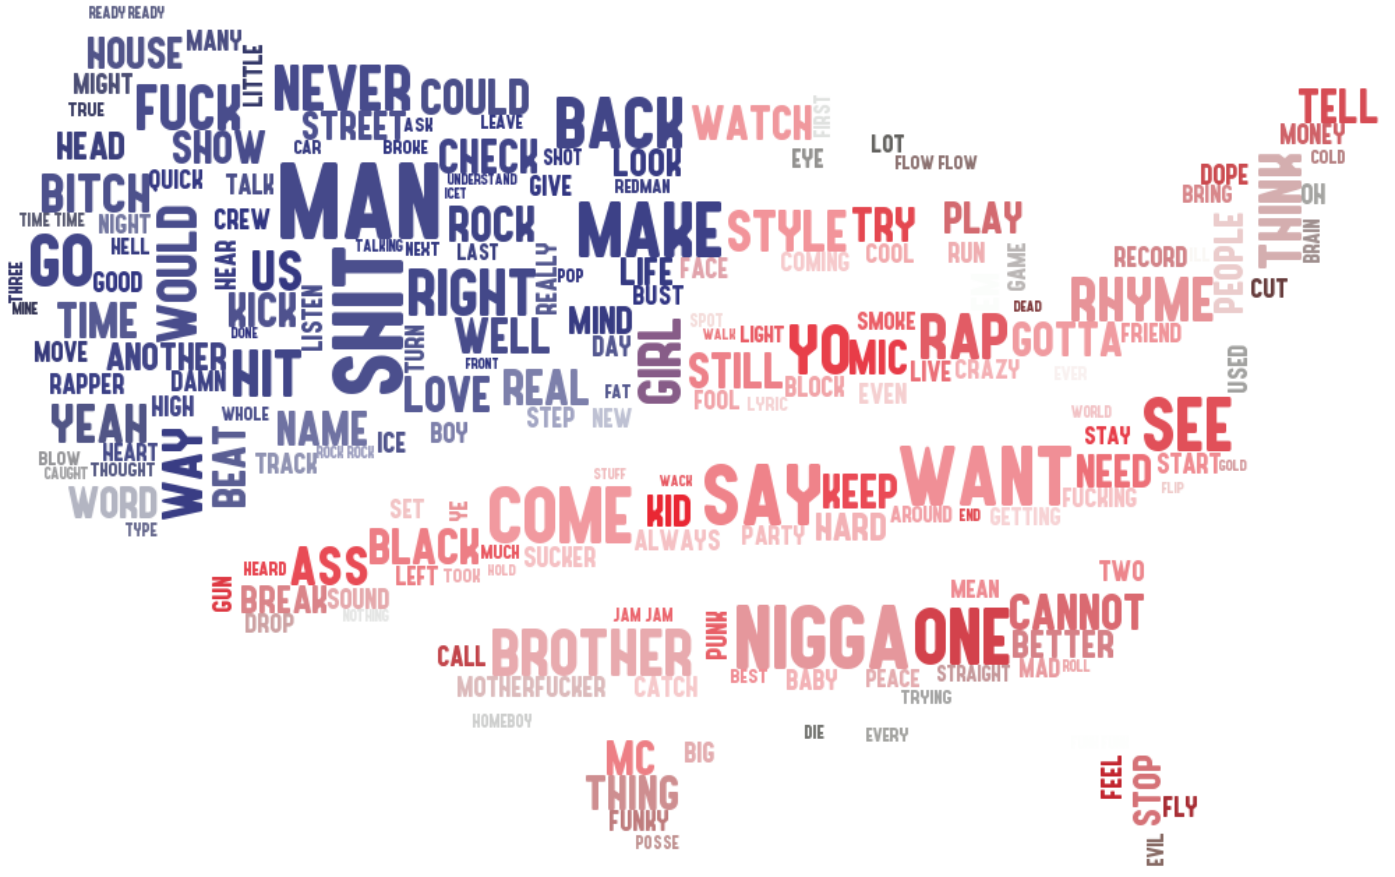 READY READY
HOUSE MANY
LITTLE
MIGHT
TRUE
FUCK
NEVER COULD
STREET ASK LEAVE
BACK WATCH FIRST
TELL
MONEY
COLD
HEAD SHOW
CAR BROKE
CHECK SHOT LOOK
EYE LOT
FLOW FLOW
BITCH QUICK TALK
MAN
UNDERSTAND
ICET
GIVE REDMAN
DOPE
BRING
THINK
OH
TIME TIME NIGHT
CREW
ROCK
MAKE STYLE TRY PLAY
PEOPLE
BRAIN
GO HELL
WOULD
HEAR
US
TALKING NEXT LAST
REALLY
POP
LIFE FACE
COMING COOL RUN
GAME
RECORD
ILL
THREE
GOOD
MINE
KICK
DONE
LISTEN
SHIT
RIGHT
BUST
EM
DEAD
RHYME
CUT
TIME
TURN
WELL
MIND
DAY
GIRL
SPOT
WALK LIGHT
YO
SMOKE
MIC
RAP GOTTA FRIEND
MOVE ANOTHER
HIT
FRONT
STILL
LIVE CRAZY
EVER
USED
RAPPER DAMN
LOVE REAL FAT
FOOL LYRIC
BLOCK EVEN
YEAH HIGH WHOLE
NAME
ICE
BOY STEP NEW
WORLD
STAY
SEE
BLOW
CAUGHT
HEART
THOUGHT
WAY
BEAT
TRACK
ROCK ROCK
STUFF WACK
SAY KEEP WANT NEED START GOLD
WORD
TYPE
SET YE COME
KID
FUCKING
FLIP
ALWAYS PARTY HARD AROUND END GETTING
HEARD ASS BLACK MUCH SUCKER
LEFT TOOK HOLD
GUN
BREAK SOUND
DROP NOTHING
TWO
MEAN
JAM JAM
PUNK
NIGGA ONE CANNOT
BETTER
CALL BROTHER
BEST BABY PEACE STRAIGHT MAD ROLL
MOTHERFUCKER CATCH
TRYING
HOMEBOY
DIE EVERY
MC BIG
THING
FUNKY
POSSE
FEEL
STOP
FLY
EVIL